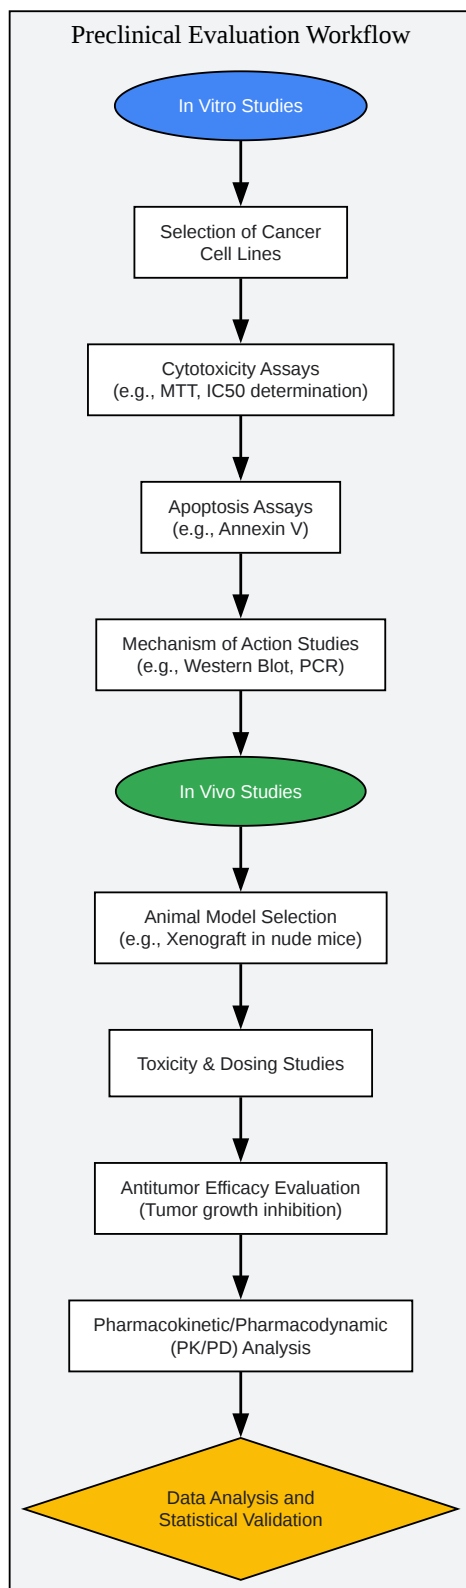 Preclinical Evaluation Workflow
In Vitro Studies
Selection of Cancer
Cell Lines
Cytotoxicity Assays
(e.g., MTT, IC50 determination)
Apoptosis Assays
(e.g., Annexin V)
Mechanism of Action Studies
(e.g., Western Blot, PCR)
In Vivo Studies
Animal Model Selection
(e.g., Xenograft in nude mice)
Toxicity & Dosing Studies
Antitumor Efficacy Evaluation
(Tumor growth inhibition)
Pharmacokinetic/Pharmacodynamic
(PK/PD) Analysis
Data Analysis and
Statistical Validation